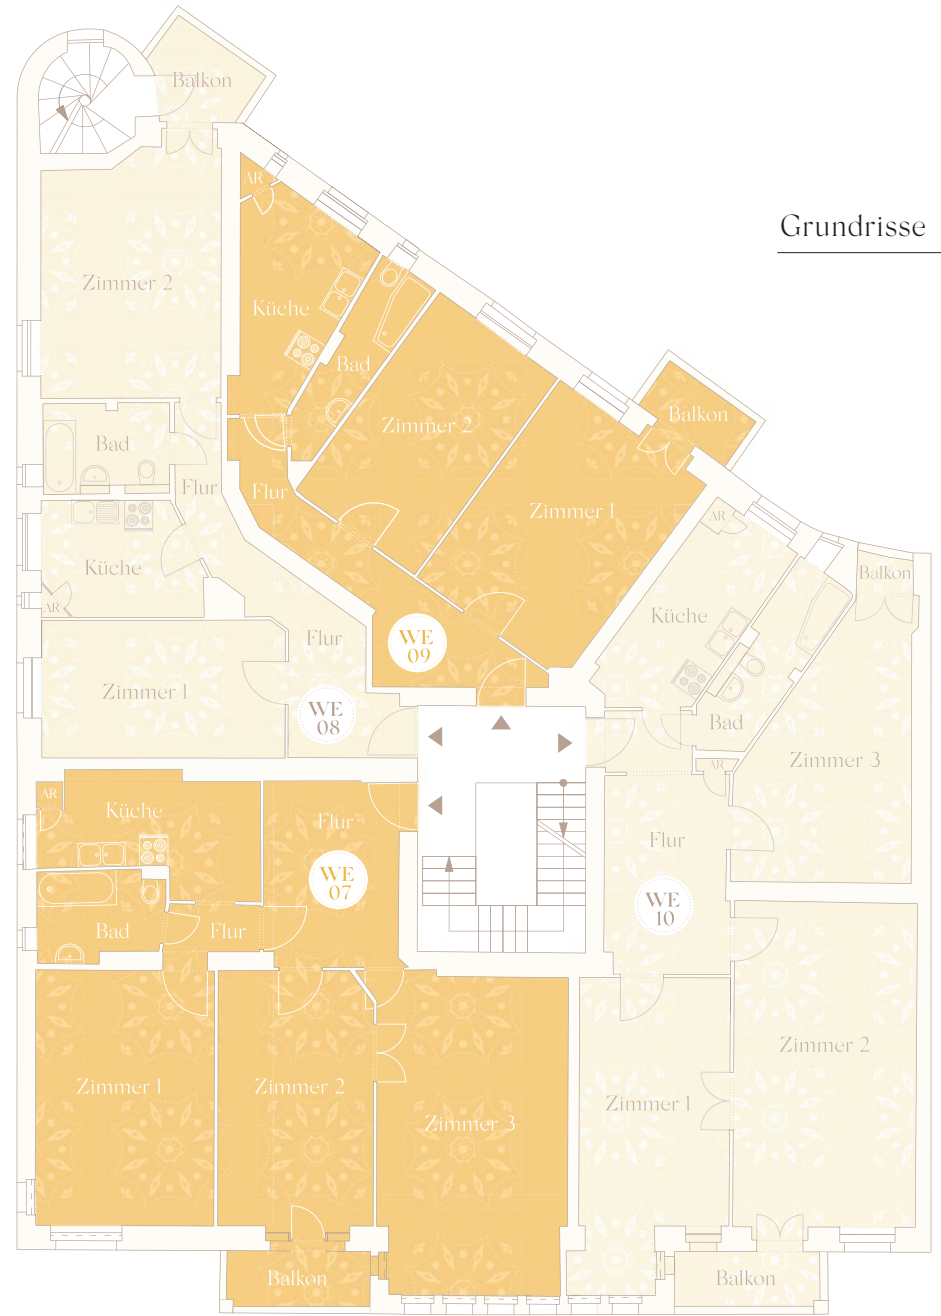 Balkon
AR
Grundrisse
Zimmer 2
Küche
Bad
Balkon
Zimmer 2
Bad
Flur
Flur
Zimmer 1
AR
Küche
Balkon
AR
Küche
Flur
WE
09
Zimmer 1
WE
08
Bad
Zimmer 3
AR
AR
Küche
Flur
Flur
WE
07
WE
10
Bad
Flur
Zimmer 2
Zimmer 1
Zimmer 2
Zimmer 3
Zimmer 1
Balkon
Balkon